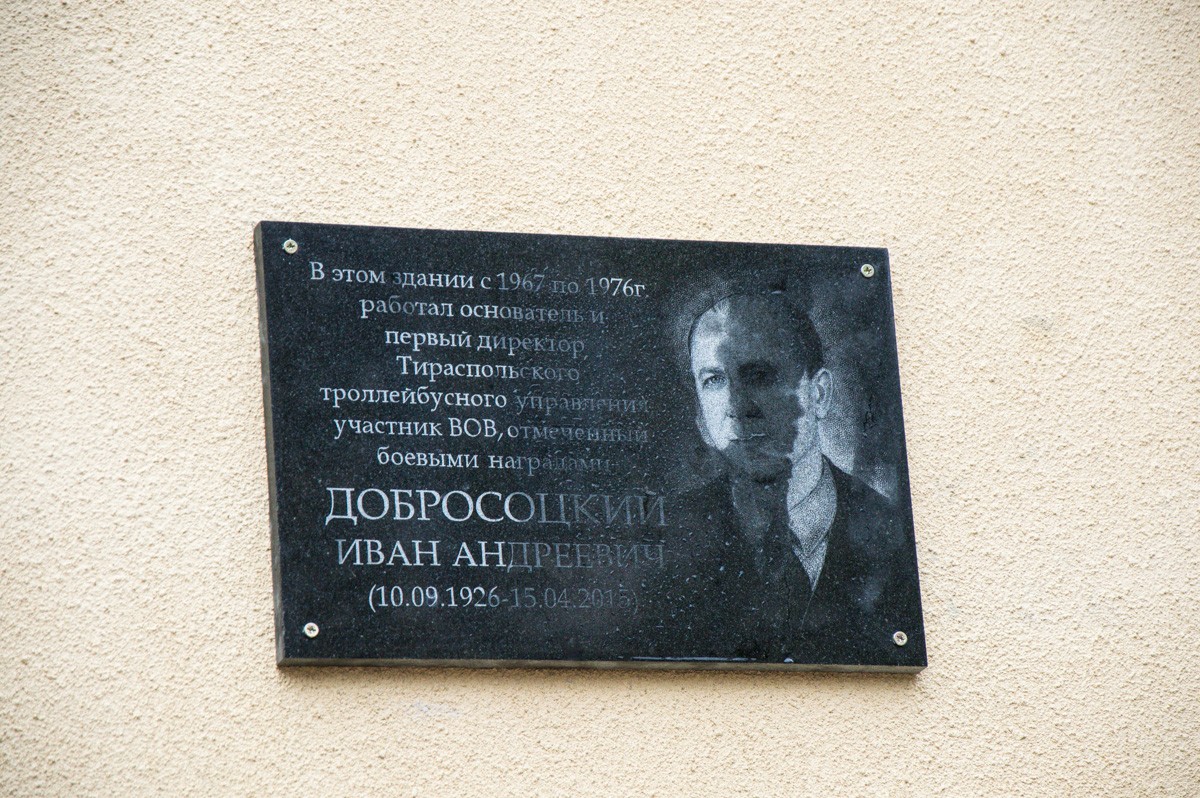 В этом здании с 1967 по 1976г.
работал основатель и
первый директор
Тираспольского
троллейбусного управления
участник ВОВ, отмеченный
боевыми наградами
ДОБРОСОЦКИЙ
ИВАН АНДРЕЕВИЧ
(10.09.1926-15.04.2015)